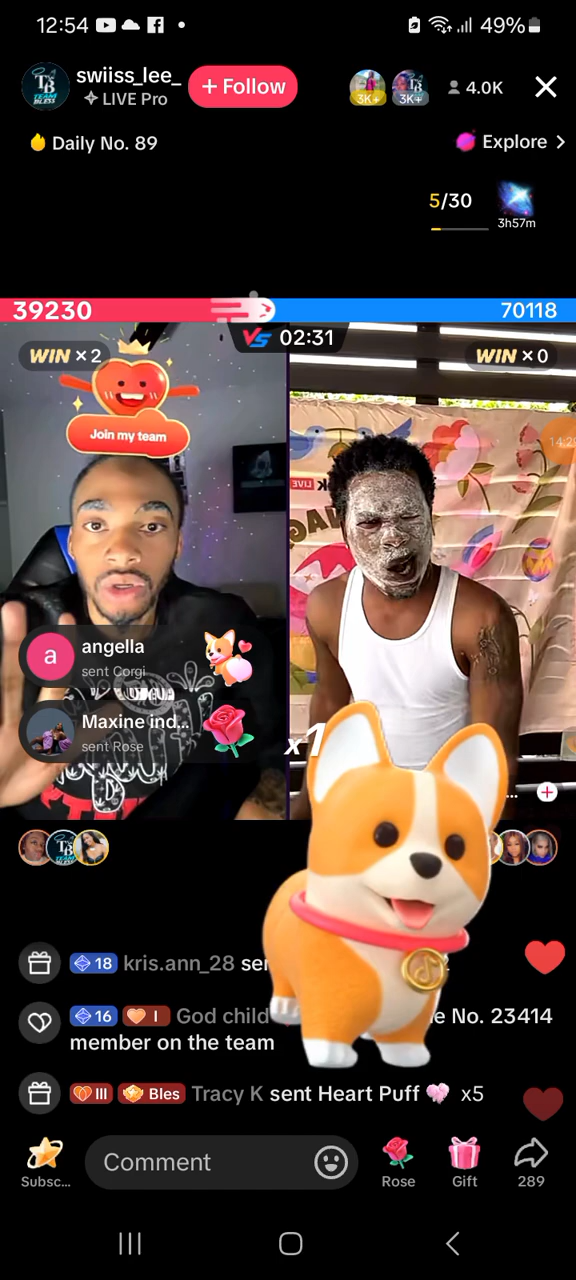 12:54
49%
swiiss_lee_
LIVE Pro
+ Follow
3K+
3K+
4.0K
Daily No. 89
Explore >
5/30
3h57m
39230
70118
WIN × 2
VS 02:31
WIN × 0
Join my team
LIVE
angella
sent Corgi
Maxine ind...
sent Rose
x1
...
18 kris.ann_28
16 I God child
e No. 23414
member on the team
III Bles Tracy K sent Heart Puff x5
Subsc...
Comment
Rose
Gift
289